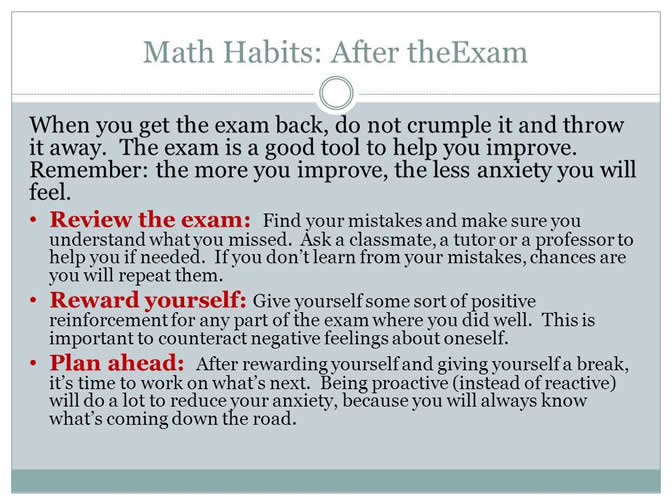 Math Habits: After theExam
When you get the exam back, do not crumple it and throw
it away.  The exam is a good tool to help you improve.
Remember: the more you improve, the less anxiety you will
feel.
• Review the exam:  Find your mistakes and make sure you
understand what you missed.  Ask a classmate, a tutor or a professor to
help you if needed.  If you don't learn from your mistakes, chances are
you will repeat them.
• Reward yourself: Give yourself some sort of positive
reinforcement for any part of the exam where you did well.  This is
important to counteract negative feelings about oneself.
• Plan ahead:  After rewarding yourself and giving yourself a break,
it's time to work on what's next.  Being proactive (instead of reactive)
will do a lot to reduce your anxiety, because you will always know
what's coming down the road.